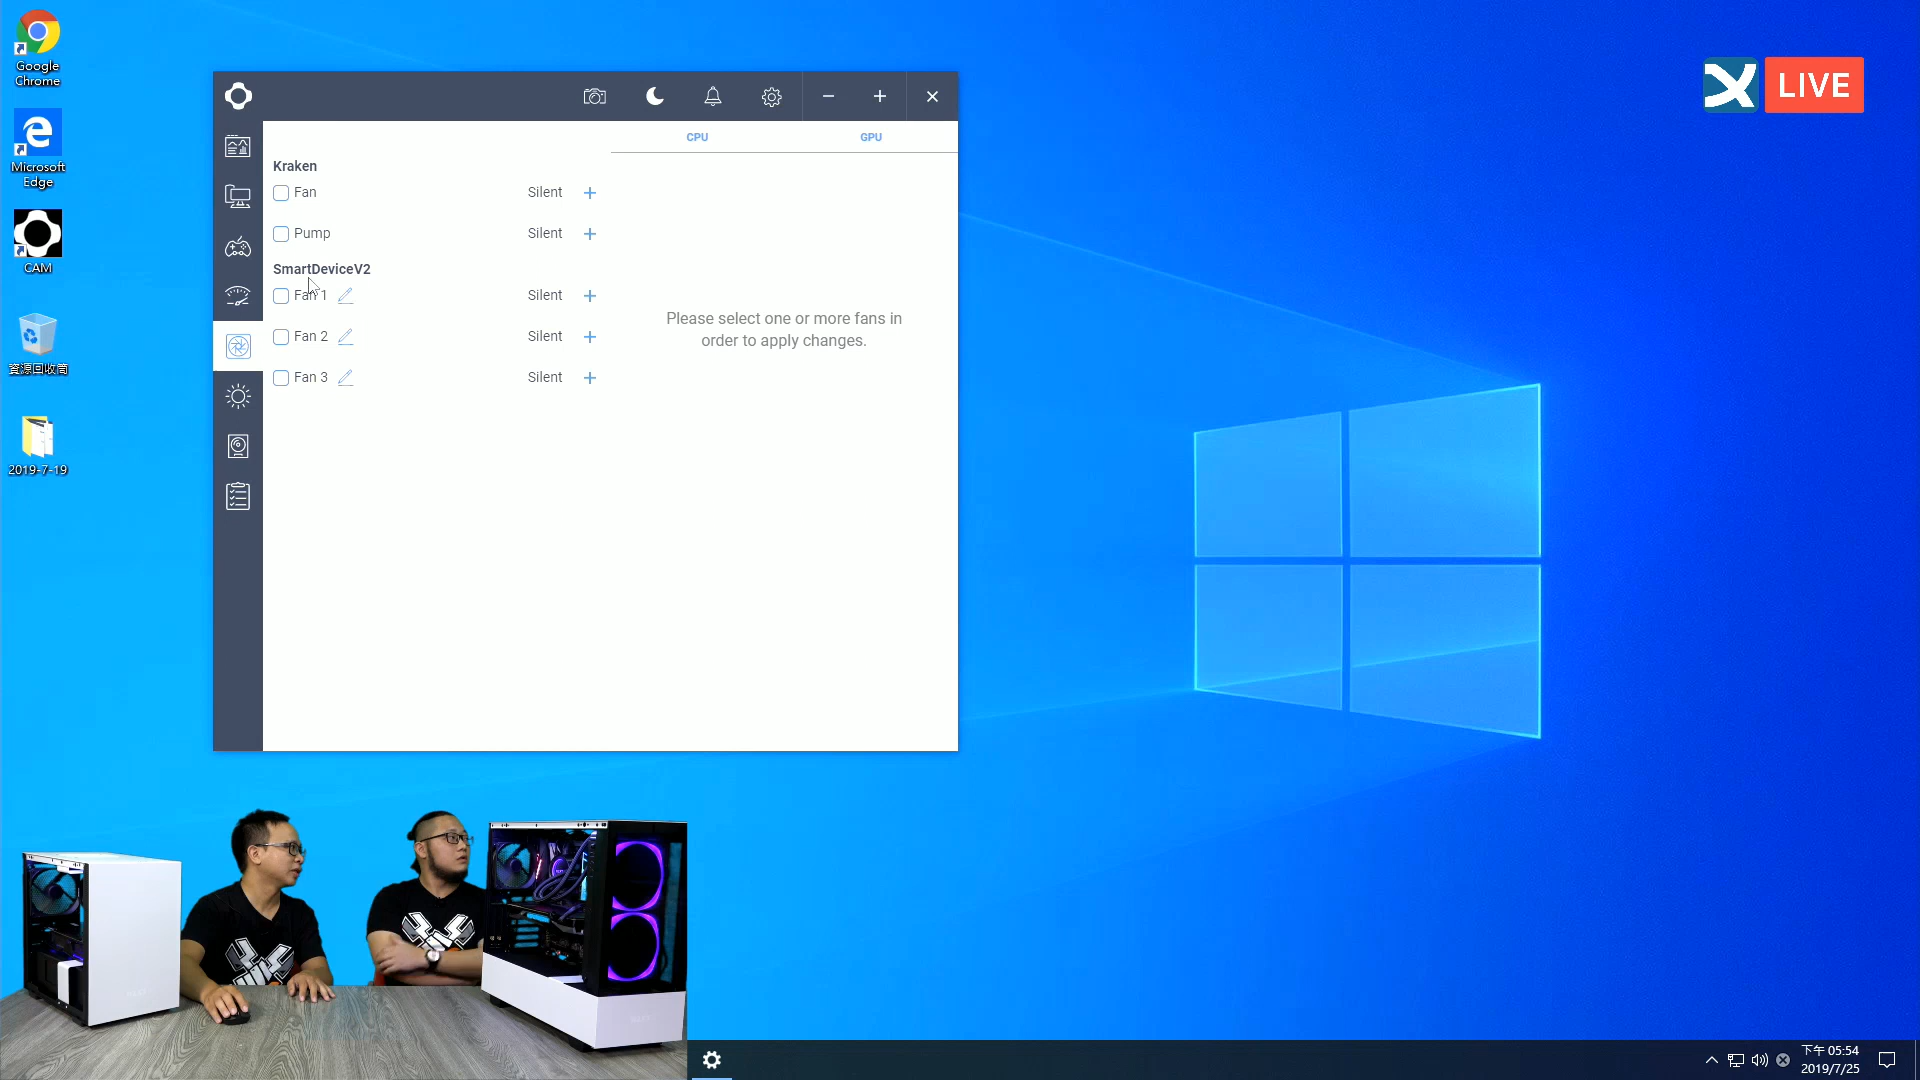 Google
Chrome
Microsoft
Edge
CAM
資源回收筒
2019-7-19
LIVE
CPU
GPU
Kraken
Fan
Silent
Pump
Silent
SmartDeviceV2
Fan 1
Silent
Fan 2
Silent
Fan 3
Silent
Please select one or more fans in
order to apply changes.
下午 05:54
2019/7/25